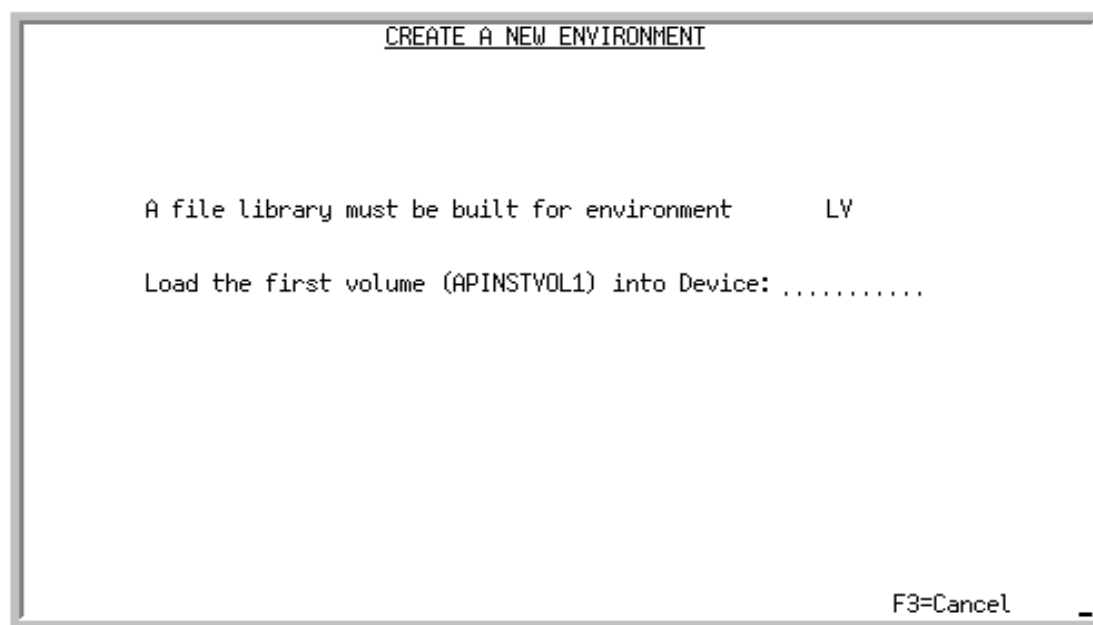 CREATE A NEW ENVIRONMENT
A file library must be built for environment LV
Load the first volume (APINSTVOL1) into Device: ...........
F3=Cancel